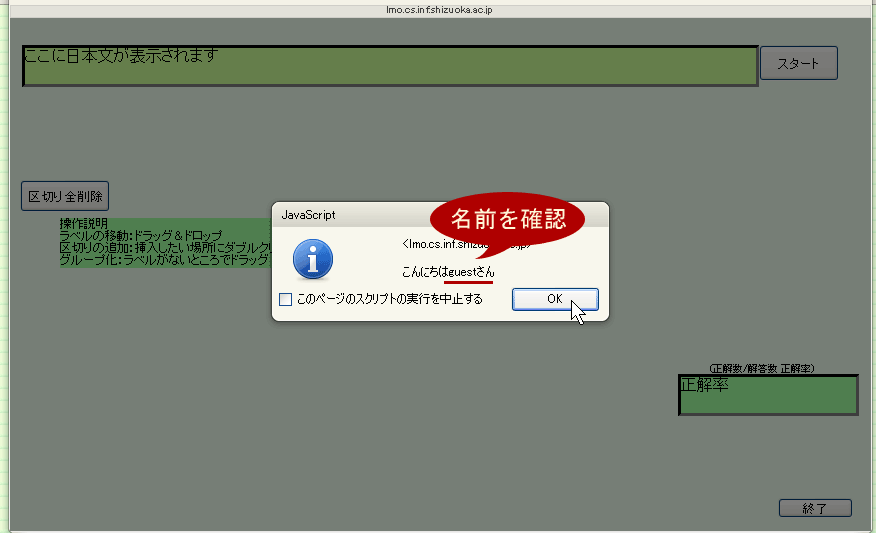 lmo.cs.inf.shizuoka.ac.jp
ここに日本文が表示されます
スタート
区切り全削除
操作説明
ラベルの移動：ドラッグ＆ドロップ
区切りの追加：挿入したい場所にダブルク
グループ化：ラベルがないところでドラッグ
JavaScript
名前を確認
<lmo.cs.inf.shizuo
.jp>
こんにちはguestさん
このページのスクリプトの実行を中止する
OK
(正解数/解答数 正解率)
正解率
終了